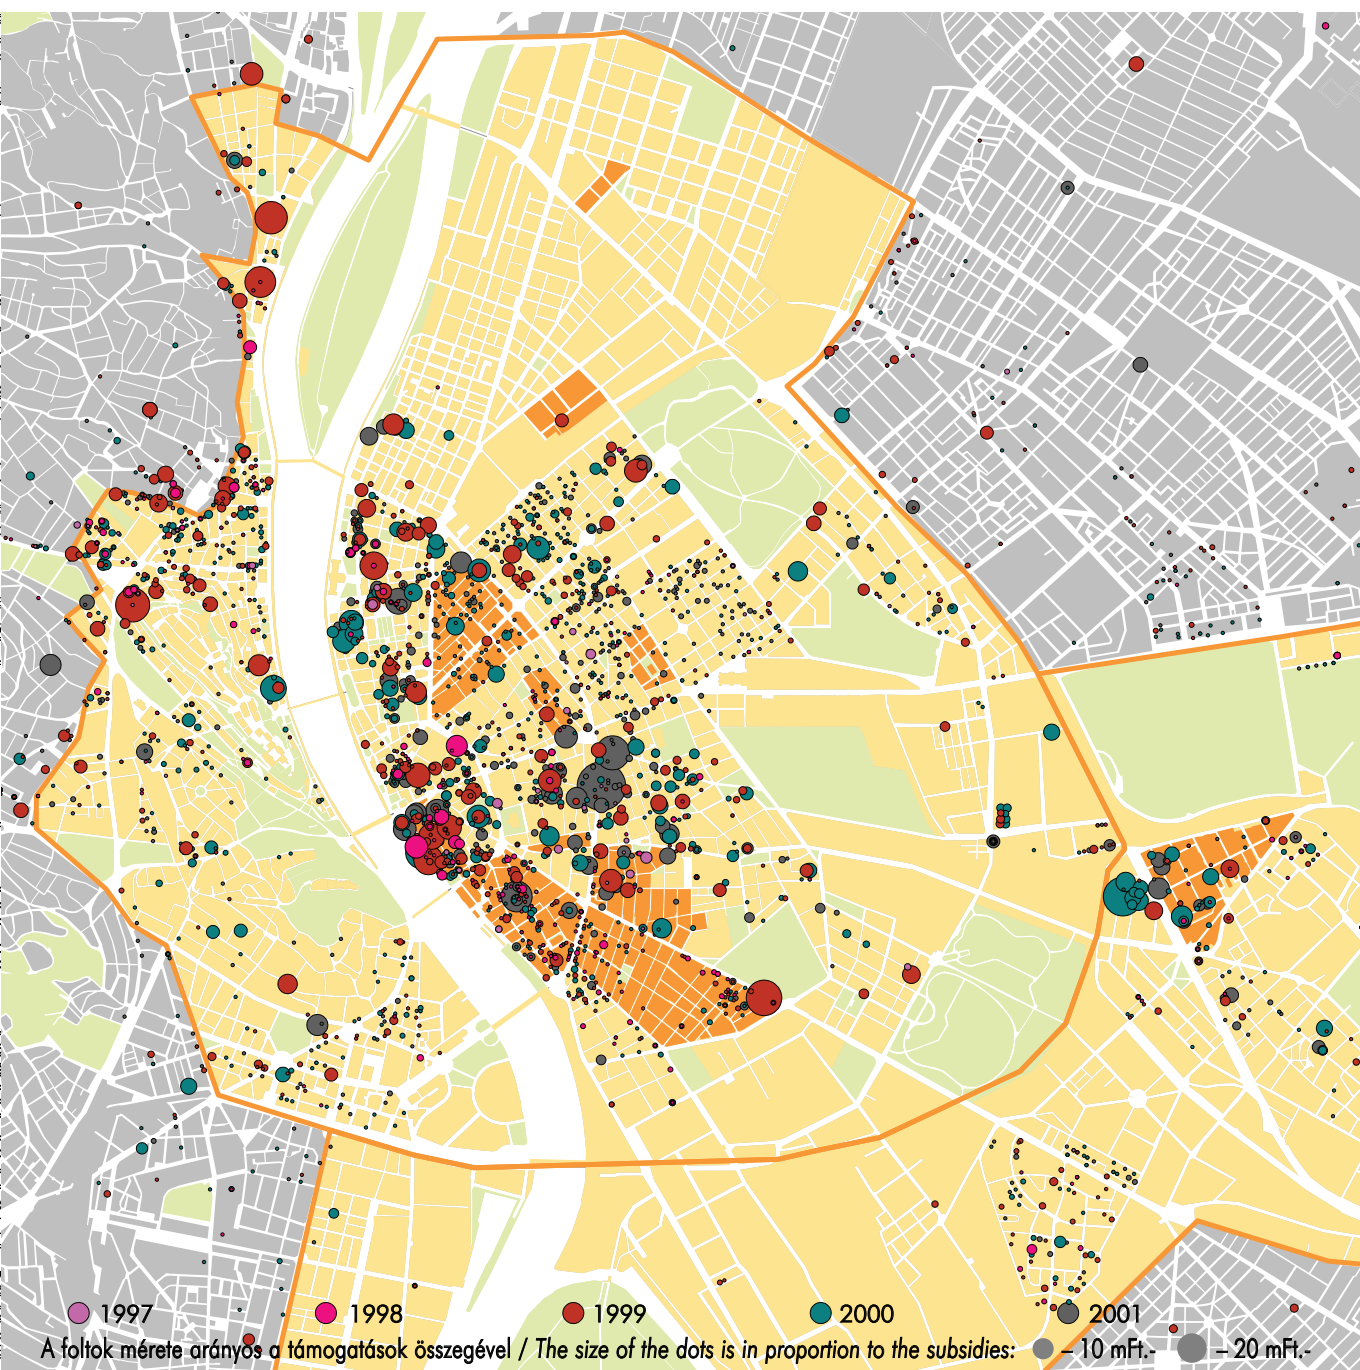 1997 1998 1999 2000 2001
A foltok mérete arányos a támogatások összegével / The size of the dots is in proportion to the subsidies: – 10 mFt.- – 20 mFt.-